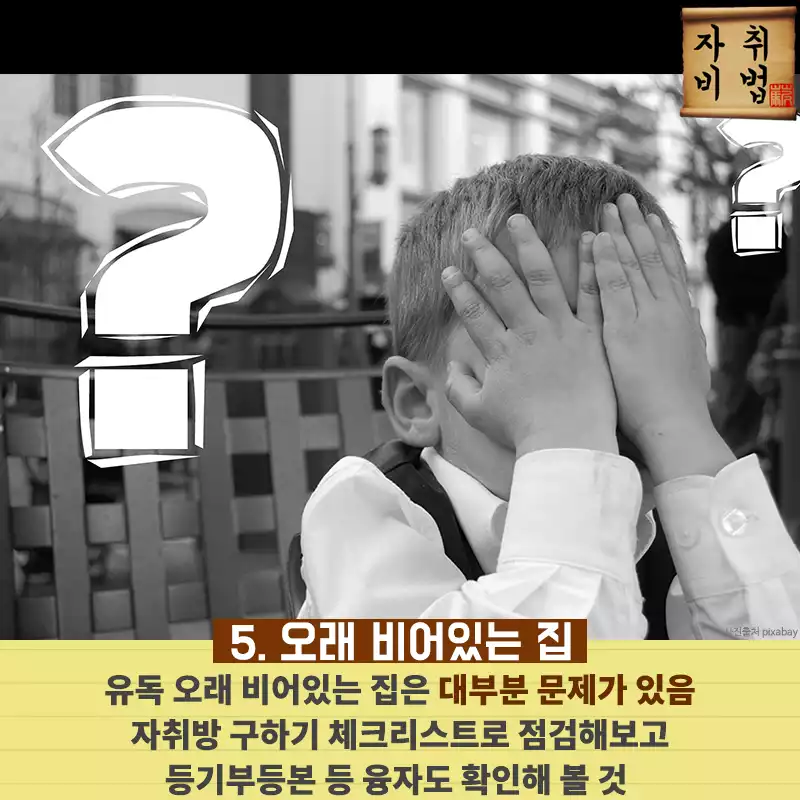 자취
비법
5. 오래 비어있는 집
유독 오래 비어있는 집은 대부분 문제가 있음
자취방 구하기 체크리스트로 점검해보고
등기부등본 등 융자도 확인해 볼 것
사진출처 pixabay